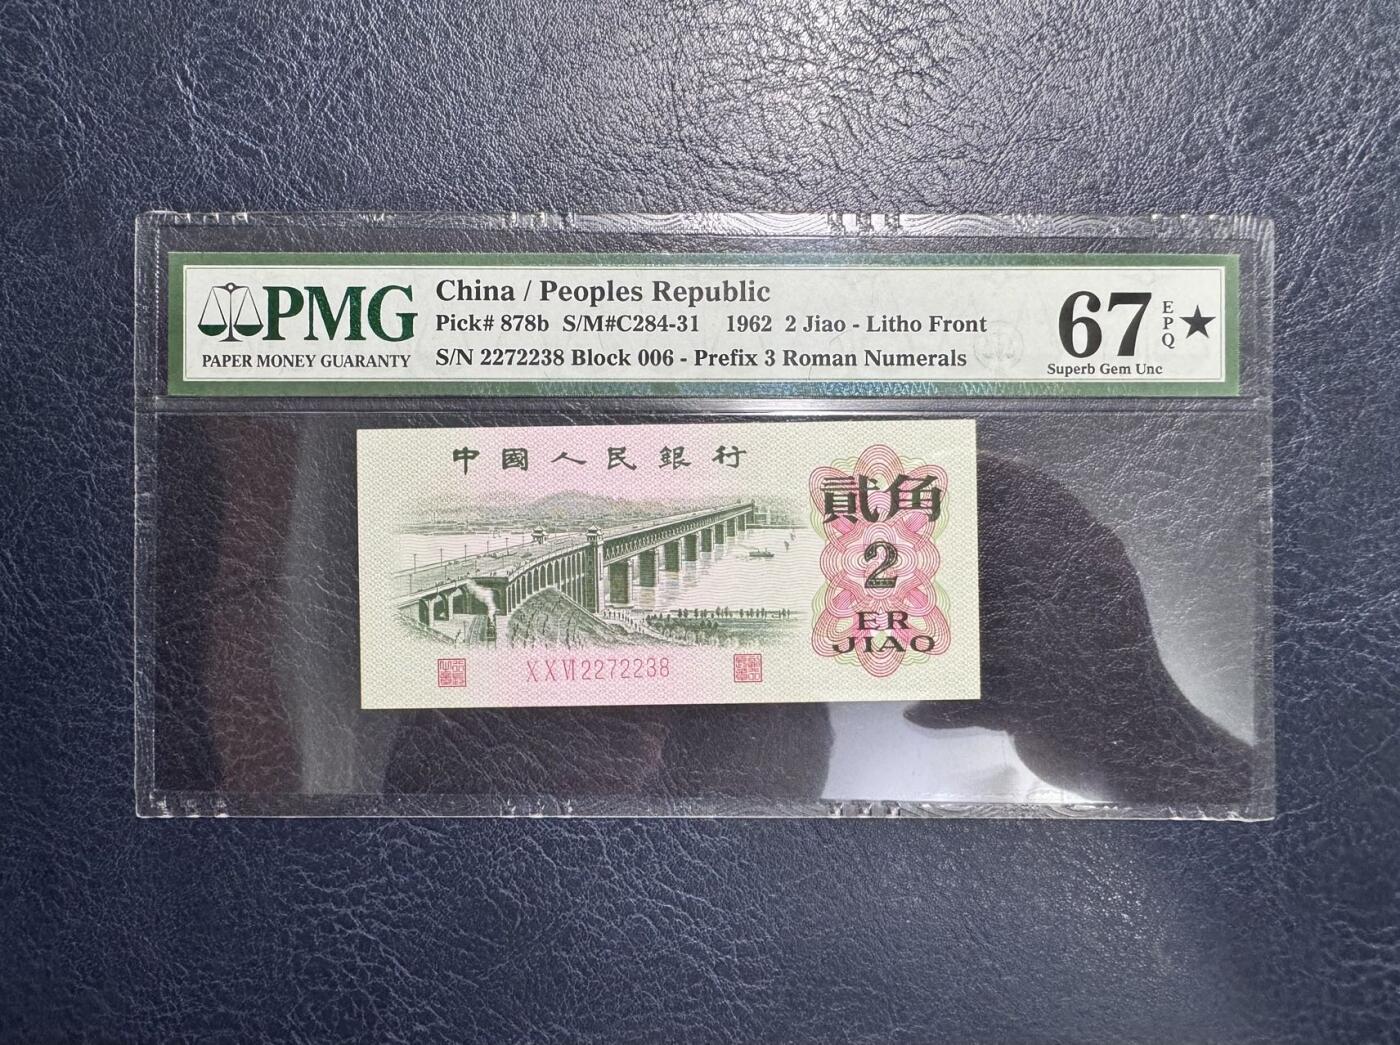 PMG
PAPER MONEY GUARANTY
China / Peoples Republic
Pick# 878b S/M#C284-31 1962 2 Jiao - Litho Front
S/N 2272238 Block 006 - Prefix 3 Roman Numerals
67
EPQ
★
Superb Gem Unc
中國人民銀行
貳角
2
ER
JIAO
XXVI2272238